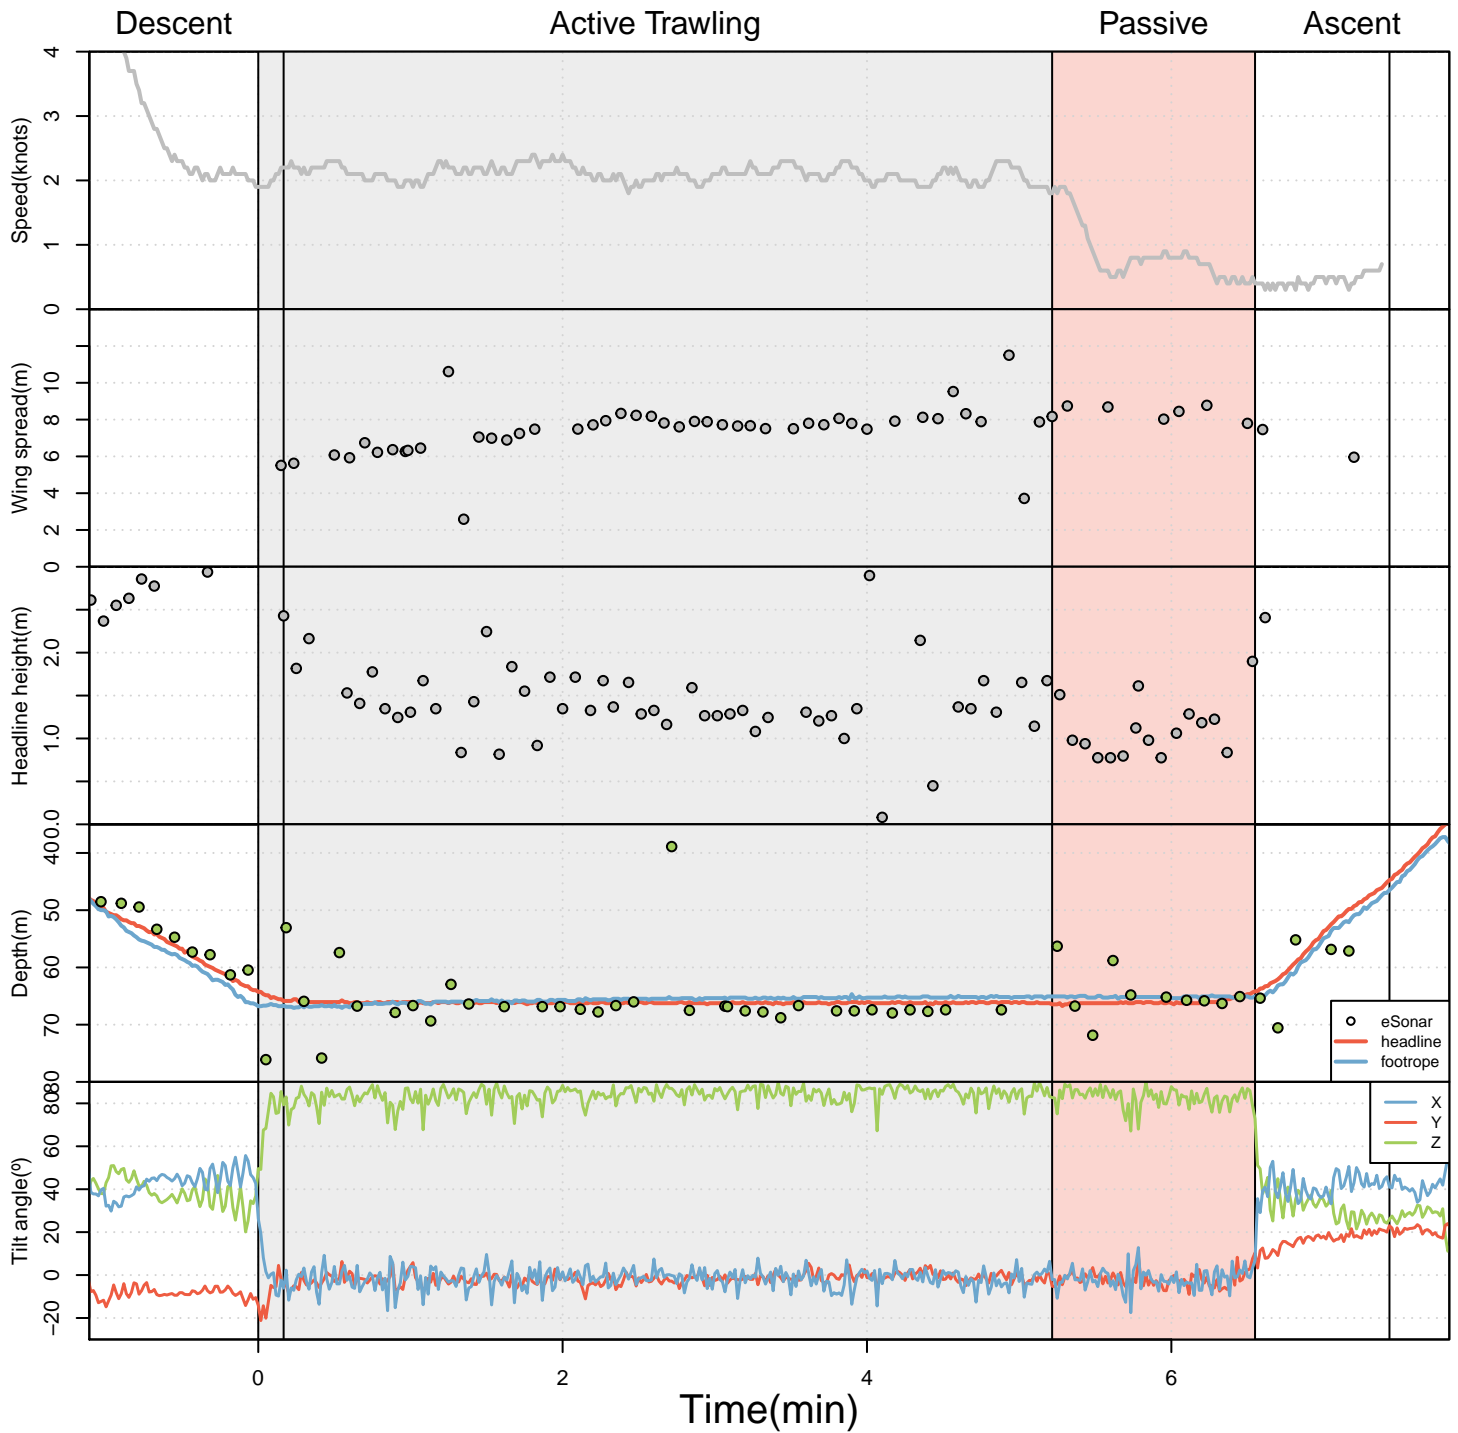 Descent Active Trawling Passive Ascent
Speed(knots)
4
3
2
1
0
Wing spread(m)
10
8
6
4
2
0
Headline height(m)
2.0
1.0
0.0
Depth(m)
40
50
60
70
80
eSonar
headline
footrope
Tilt angle(º)
80
60
40
20
0
−20
X
Y
Z
0 2 4 6
Time(min)